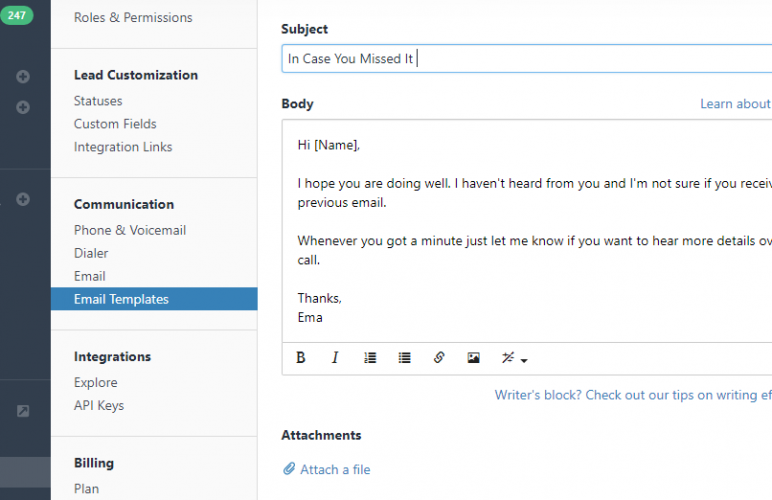 247
Roles & Permissions
Lead Customization
Statuses
Custom Fields
Integration Links
Communication
Phone & Voicemail
Dialer
Email
Email Templates
Integrations
Explore
API Keys
Billing
Plan
Subject
In Case You Missed It
Body
Learn about
Hi [Name],
I hope you are doing well. I haven't heard from you and I'm not sure if you receiv
previous email.
Whenever you got a minute just let me know if you want to hear more details ov
call.
Thanks,
Ema
B I
Writer's block? Check out our tips on writing ef
Attachments
Attach a file